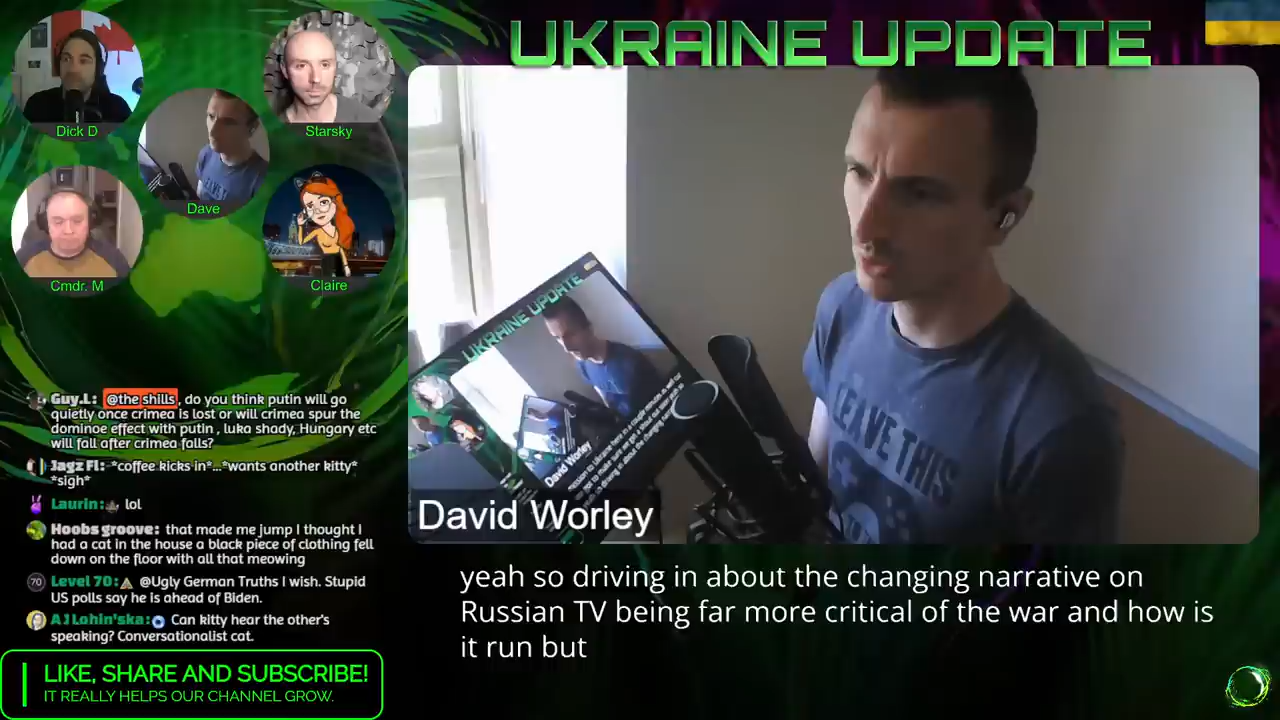 UKRAINE UPDATE
Dick D
Starsky
Dave
Cmdr. M
Claire
Guy.L: @the shills, do you think putin will go
quietly once crimea is lost or will crimea spur the
dominoe effect with putin , luka shady, Hungary etc
will fall after crimea falls?
Jagz Fl: *coffee kicks in*...*wants another kitty*
*sigh*
Laurin: lol
Hoobs groove: that made me jump I thought I
had a cat in the house a black piece of clothing fell
down on the floor with all that meowing
70 Level 70: @Ugly German Truths I wish. Stupid
US polls say he is ahead of Biden.
A J Lohin'ska: Can kitty hear the other's
speaking? Conversationalist cat.
LIKE, SHARE AND SUBSCRIBE!
IT REALLY HELPS OUR CHANNEL GROW.
UKRAINE UPDATE
David Worley
LEAVE THIS
David Worley
yeah so driving in about the changing narrative on
Russian TV being far more critical of the war and how is
it run but